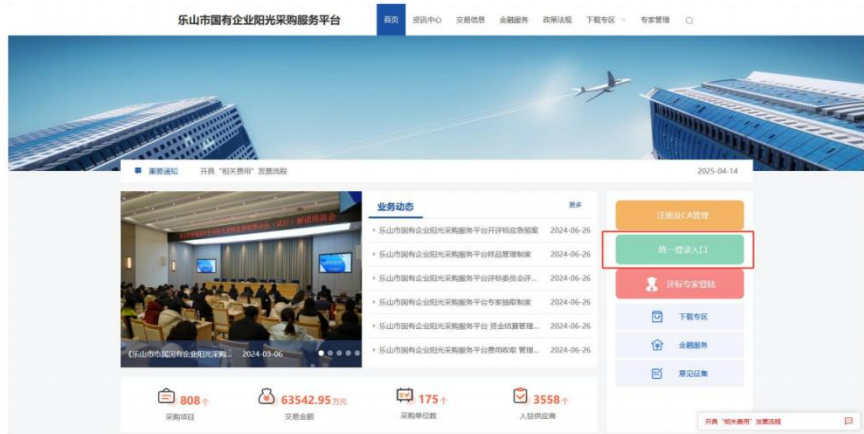 乐山市国有企业阳光采购服务平台
首页 资讯中心 交易信息 金融服务 政策法规 下载专区 专家管理
重要通知 开具“相关费用”发票流程 2025-04-14
业务动态 更多
乐山市国有企业阳光采购服务平台开评标应急预案 2024-06-26
乐山市国有企业阳光采购服务平台样品管理制度 2024-06-26
乐山市国有企业阳光采购服务平台评标委员会评... 2024-06-26
乐山市国有企业阳光采购服务平台专家抽取制度 2024-06-26
乐山市国有企业阳光采购服务平台 资金结算管理... 2024-06-26
乐山市国有企业阳光采购服务平台费用收取 管理... 2024-06-26
《乐山市市属国有企业阳光采购... 2024-03-06
注册及CA管理
统一登录入口
评标专家登陆
下载专区
金融服务
意见征集
808个
采购项目
63542.95万元
交易金额
175个
采购单位数
3558个
入驻供应商
开具“相关费用”发票流程